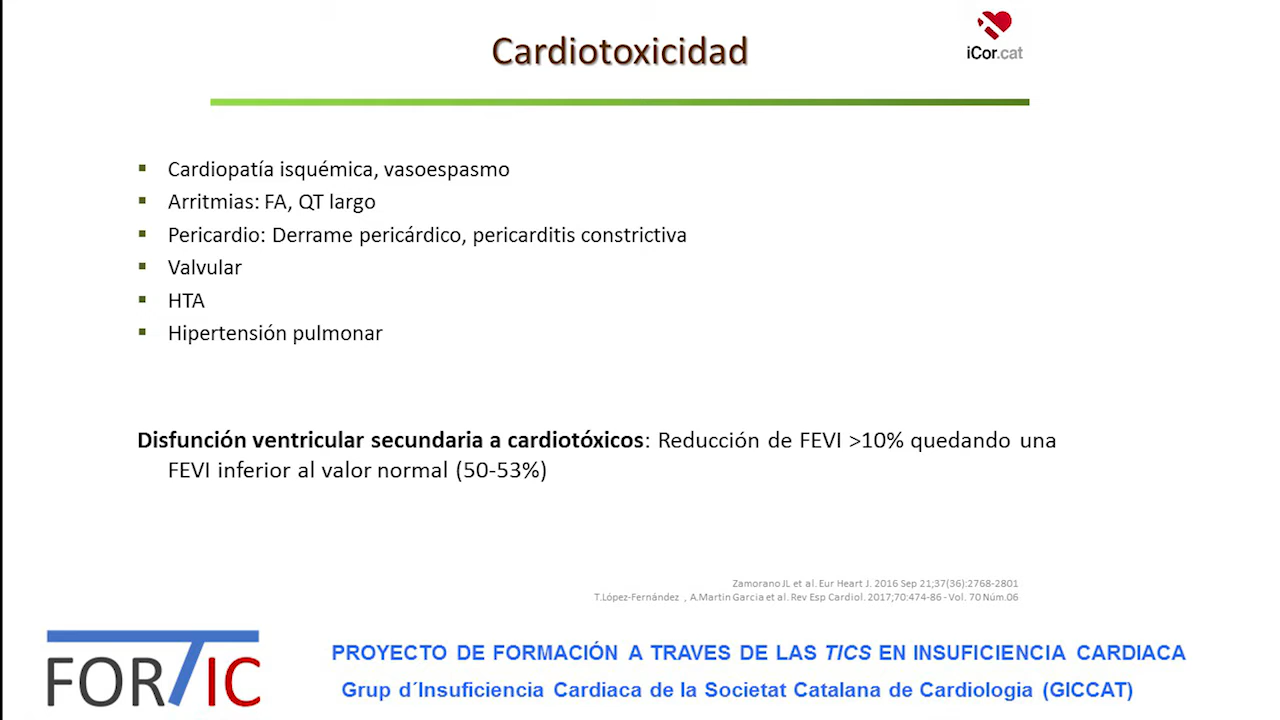 Cardiotoxicidad
iCor.cat
Cardiopatía isquémica, vasoespasmo
Arritmias: FA, QT largo
Pericardio: Derrame pericárdico, pericarditis constrictiva
Valvular
HTA
Hipertensión pulmonar
Disfunción ventricular secundaria a cardiotóxicos: Reducción de FEVI >10% quedando una
FEVI inferior al valor normal (50-53%)
Zamorano JL et al. Eur Heart J. 2016 Sep 21;37(36):2768-2801
T.López-Fernández , A.Martín Garcia et al. Rev Esp Cardiol. 2017;70:474-86 - Vol. 70 Núm.06
FORTIC
PROYECTO DE FORMACIÓN A TRAVES DE LAS TICS EN INSUFICIENCIA CARDIACA
Grup d´Insuficiencia Cardiaca de la Societat Catalana de Cardiologia (GICCAT)